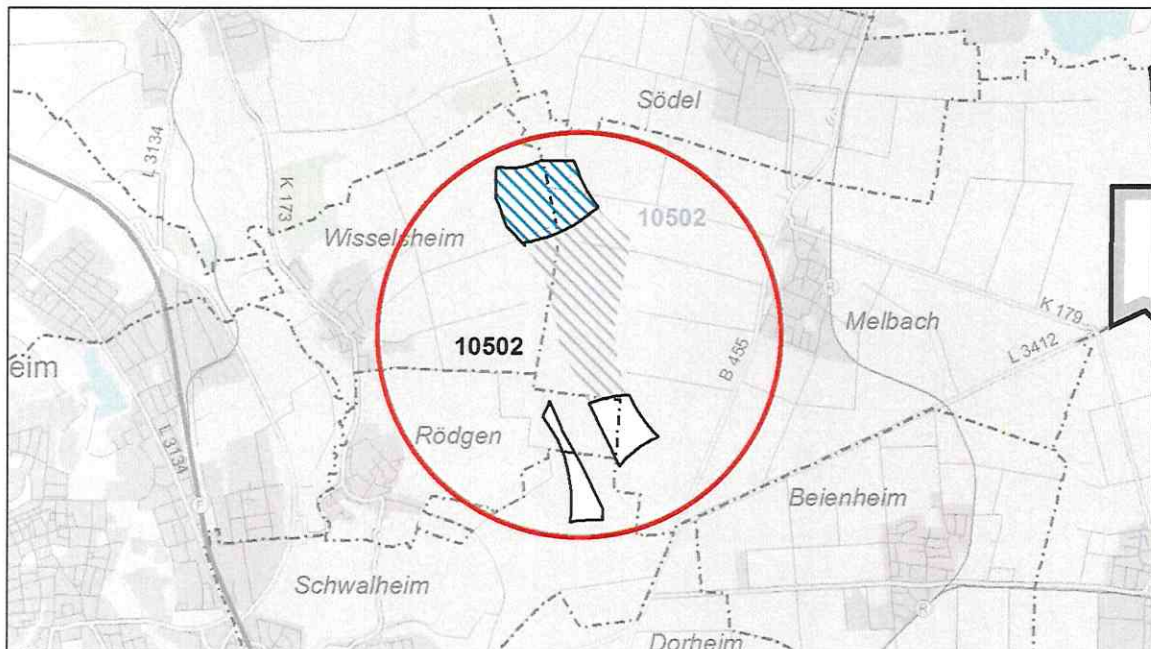 Södel
L 3134
K 173
10502
Wisselsheim
Melbach
K 179
10502
L 3412
B 455
eim
L 3134
Rödgen
Beienheim
Schwalheim
Dorheim